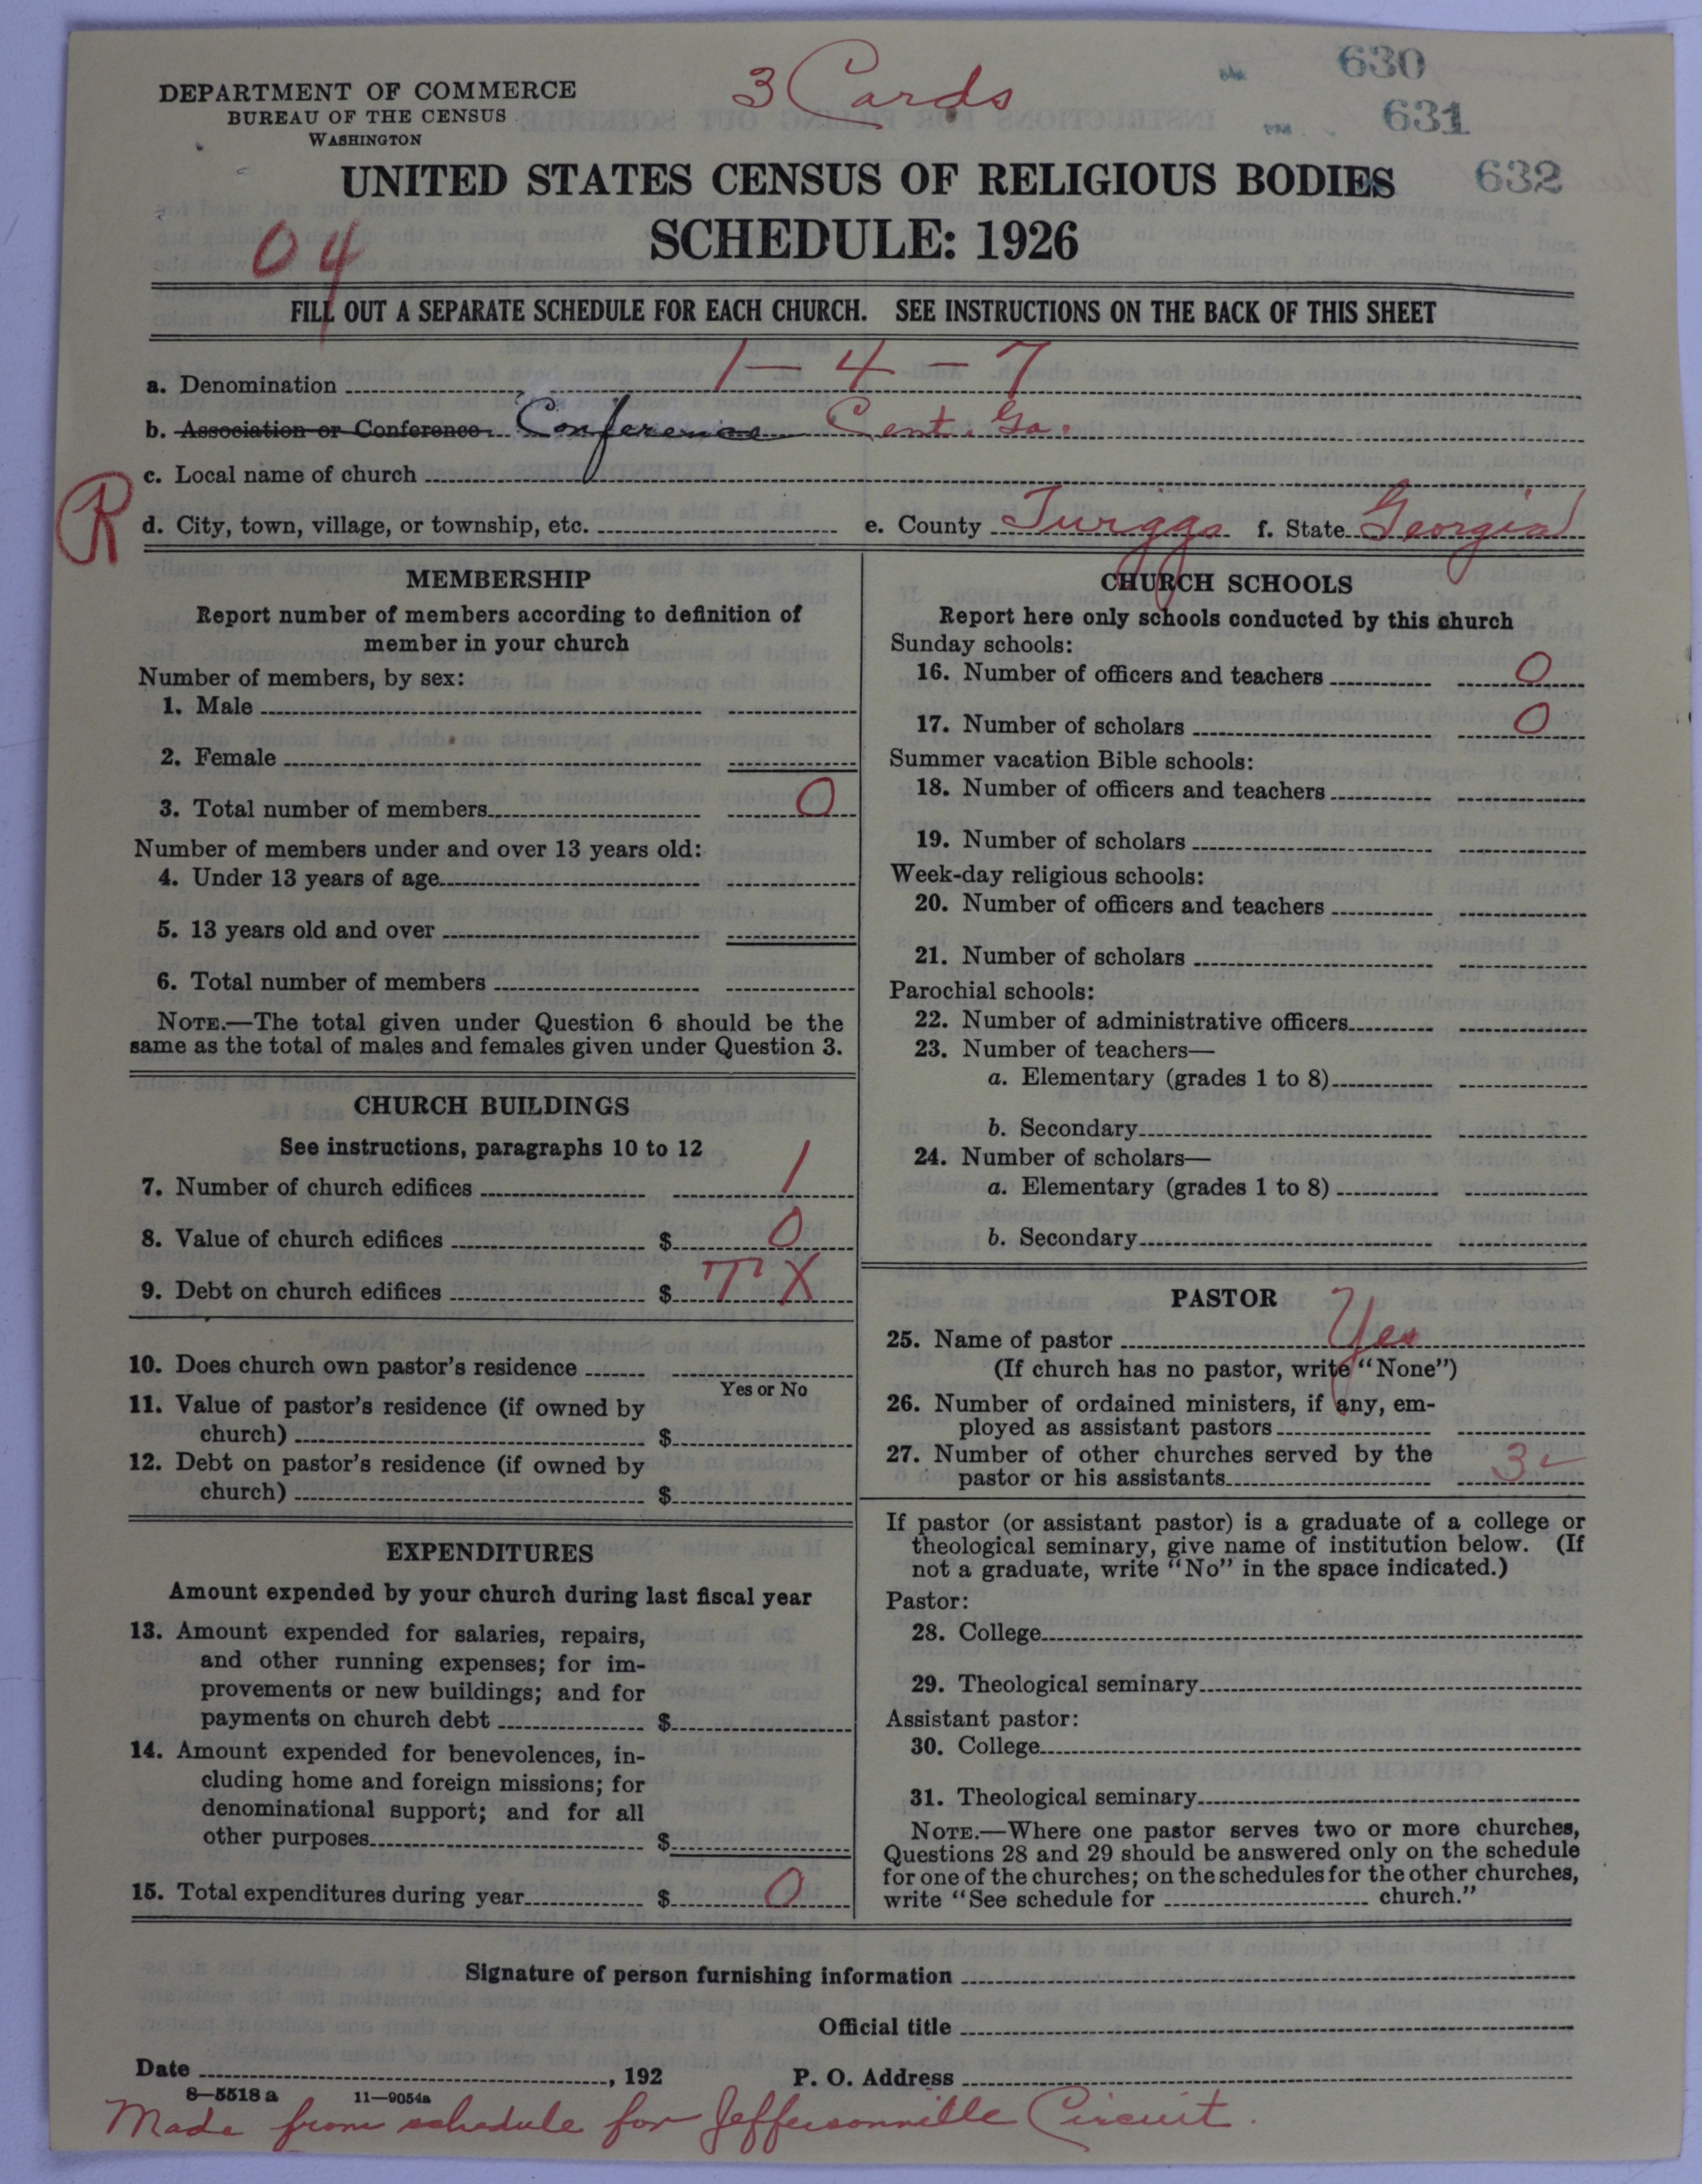 3 Cards
630
631
632
DEPARTMENT OF COMMERCE
BUREAU OF THE CENSUS
WASHINGTON
UNITED STATES CENSUS OF RELIGIOUS BODIES
SCHEDULE: 1926
04
FILL OUT A SEPARATE SCHEDULE FOR EACH CHURCH. SEE INSTRUCTIONS ON THE BACK OF THIS SHEET
a. Denomination 1-4-7
b. Association or Conference Conference Cent. Ga.
c. Local name of church
R
d. City, town, village, or township, etc. e. County Twiggs f. State Georgia
MEMBERSHIP
Report number of members according to definition of
member in your church
Number of members, by sex:
1. Male
2. Female
3. Total number of members 0
Number of members under and over 13 years old:
4. Under 13 years of age
5. 13 years old and over
6. Total number of members
NOTE.—The total given under Question 6 should be the
same as the total of males and females given under Question 3.
CHURCH BUILDINGS
See instructions, paragraphs 10 to 12
7. Number of church edifices 1
8. Value of church edifices $ 0
9. Debt on church edifices $ TX
10. Does church own pastor's residence
Yes or No
11. Value of pastor's residence (if owned by
church) $
12. Debt on pastor's residence (if owned by
church) $
EXPENDITURES
Amount expended by your church during last fiscal year
13. Amount expended for salaries, repairs,
and other running expenses; for im-
provements or new buildings; and for
payments on church debt $
14. Amount expended for benevolences, in-
cluding home and foreign missions; for
denominational support; and for all
other purposes $
15. Total expenditures during year $ 0
CHURCH SCHOOLS
Report here only schools conducted by this church
Sunday schools:
16. Number of officers and teachers 0
17. Number of scholars 0
Summer vacation Bible schools:
18. Number of officers and teachers
19. Number of scholars
Week-day religious schools:
20. Number of officers and teachers
21. Number of scholars
Parochial schools:
22. Number of administrative officers
23. Number of teachers—
a. Elementary (grades 1 to 8)
b. Secondary
24. Number of scholars—
a. Elementary (grades 1 to 8)
b. Secondary
PASTOR
25. Name of pastor Yes
(If church has no pastor, write "None")
26. Number of ordained ministers, if any, em-
ployed as assistant pastors
27. Number of other churches served by the
pastor or his assistants 3
If pastor (or assistant pastor) is a graduate of a college or
theological seminary, give name of institution below. (If
not a graduate, write "No" in the space indicated.)
Pastor:
28. College
29. Theological seminary
Assistant pastor:
30. College
31. Theological seminary
NOTE.—Where one pastor serves two or more churches,
Questions 28 and 29 should be answered only on the schedule
for one of the churches; on the schedules for the other churches,
write "See schedule for church."
Signature of person furnishing information
Official title
Date , 192 P. O. Address
8—5518 a 11—9054a
Made from schedule for Jeffersonville Circuit.